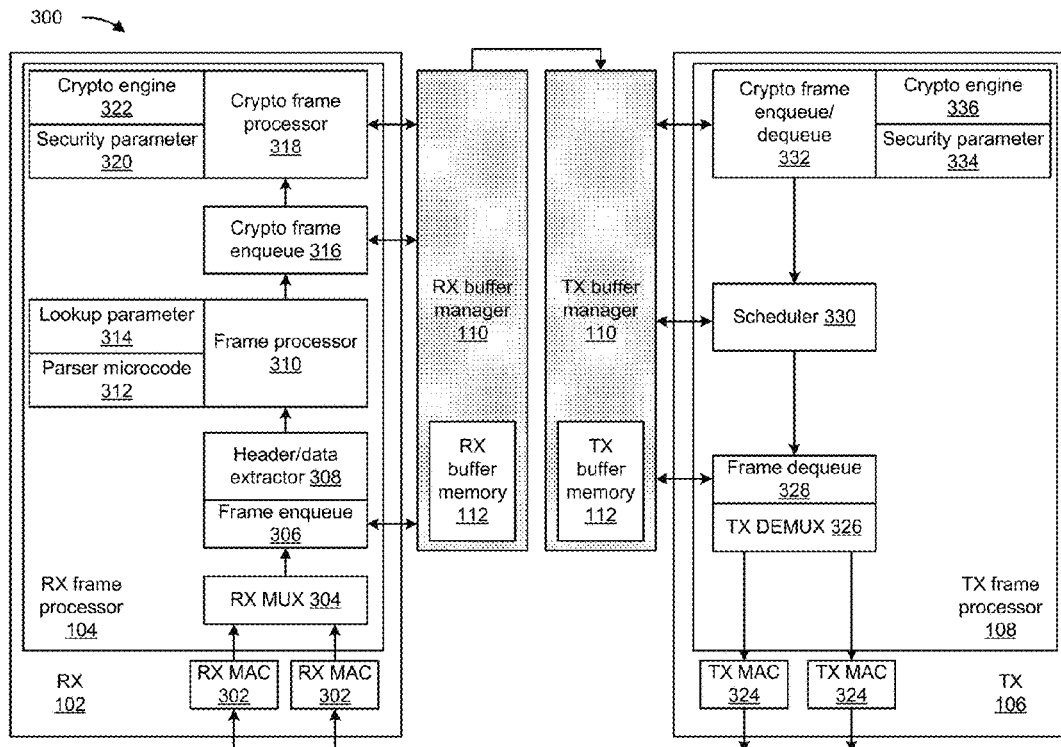 300
Crypto engine
322
Security parameter
320
Crypto frame
processor
318
Crypto frame
enqueue 316
Lookup parameter
314
Parser microcode
312
Frame processor
310
Header/data
extractor 308
Frame enqueue
306
RX MUX 304
RX frame
processor
104
RX MAC
302
RX MAC
302
RX
102
RX buffer
manager
110
RX
buffer
memory
112
TX buffer
manager
110
TX
buffer
memory
112
Crypto frame
enqueue/
dequeue
332
Crypto engine
336
Security parameter
334
Scheduler 330
Frame dequeue
328
TX DEMUX 326
TX frame
processor
108
TX MAC
324
TX MAC
324
TX
106